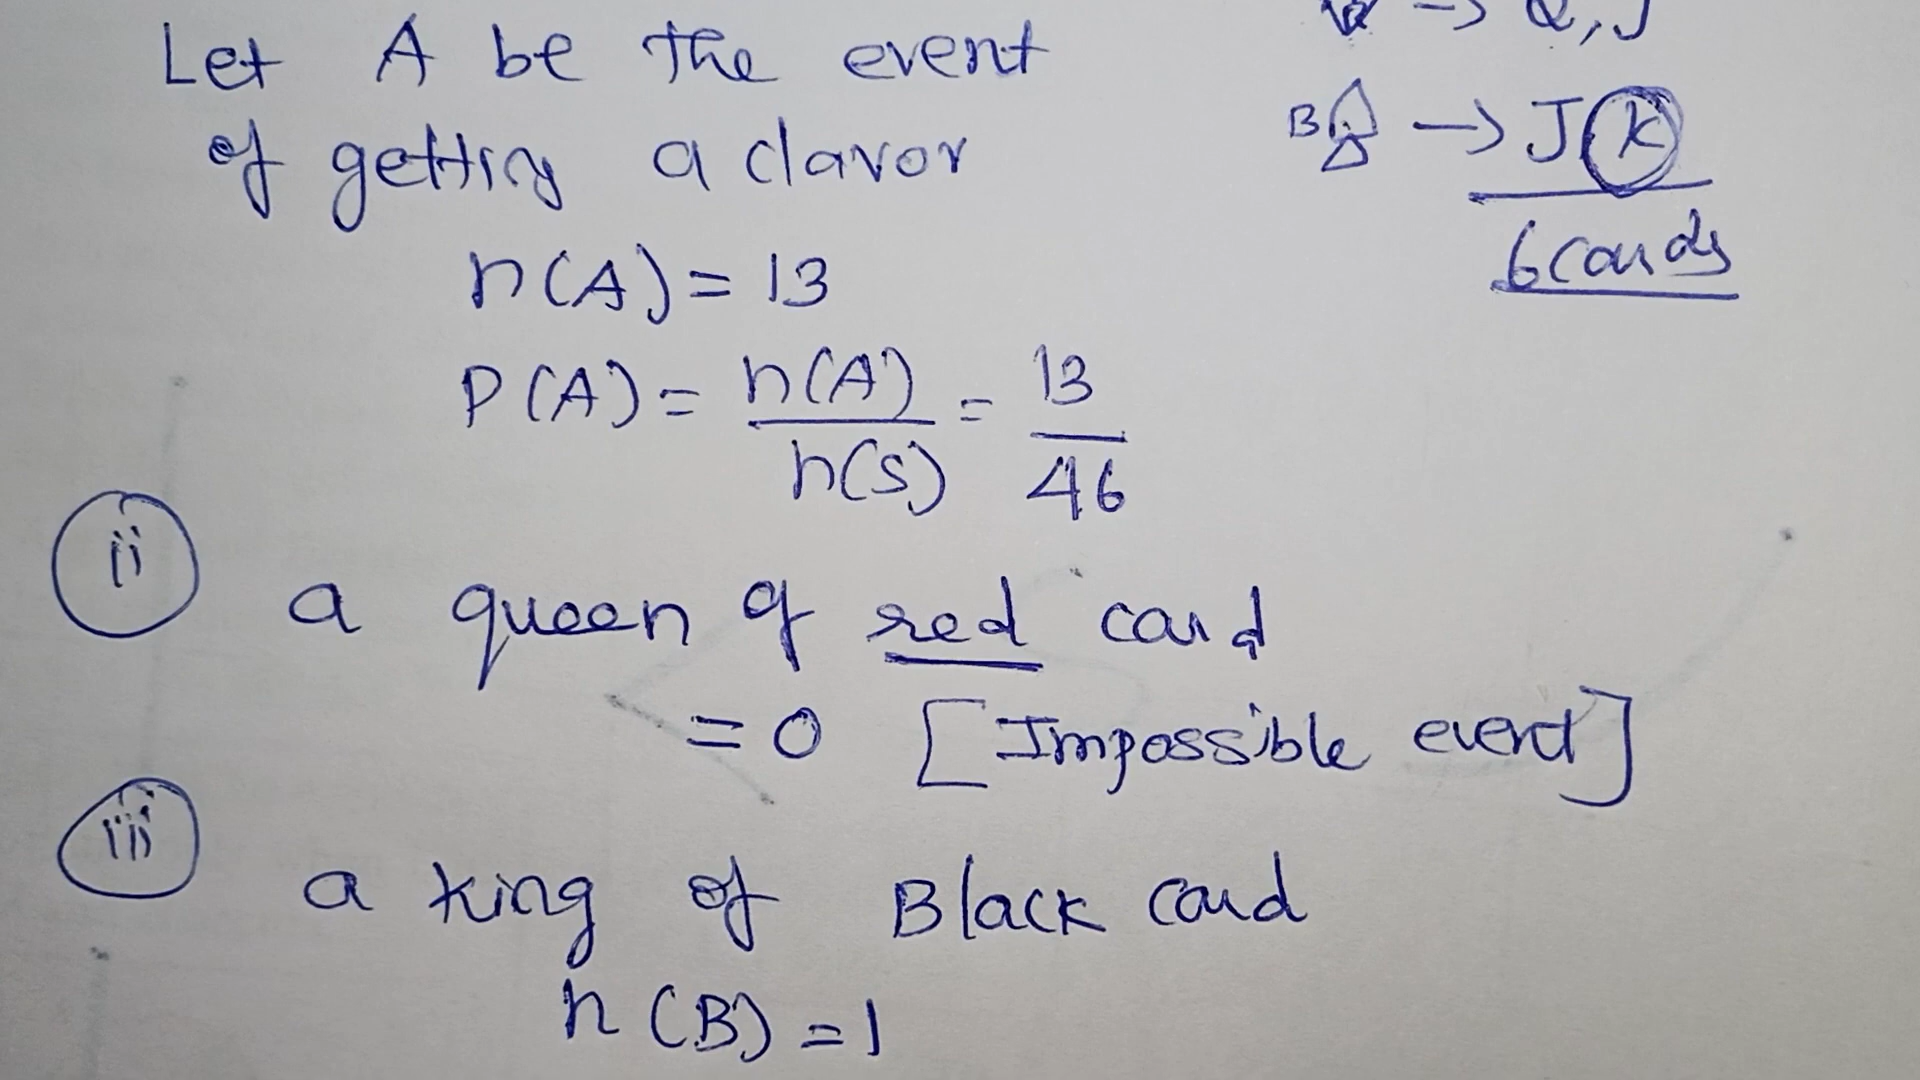 → Q, J
Let A be the event
B → J, K
of getting a clavor
6 cards
n(A) = 13
P(A) = n(A)/n(S) = 13/46
ii
a queen of red card
= 0 [Impossible event]
iii
a king of Black card
n(B) = 1